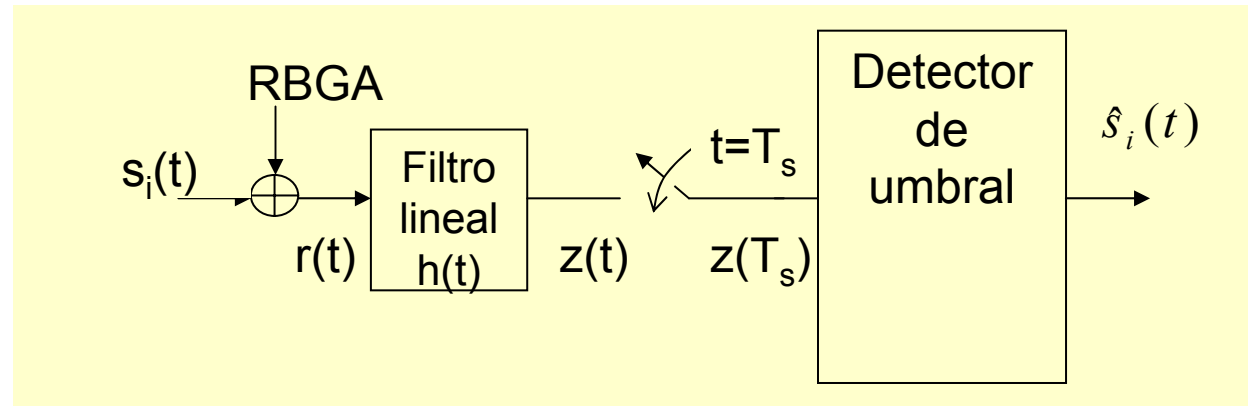 RBGA
s_i(t)
r(t)
Filtro
lineal
h(t)
z(t)
t=T_s
z(T_s)
Detector
de
umbral
ŝ_i(t)